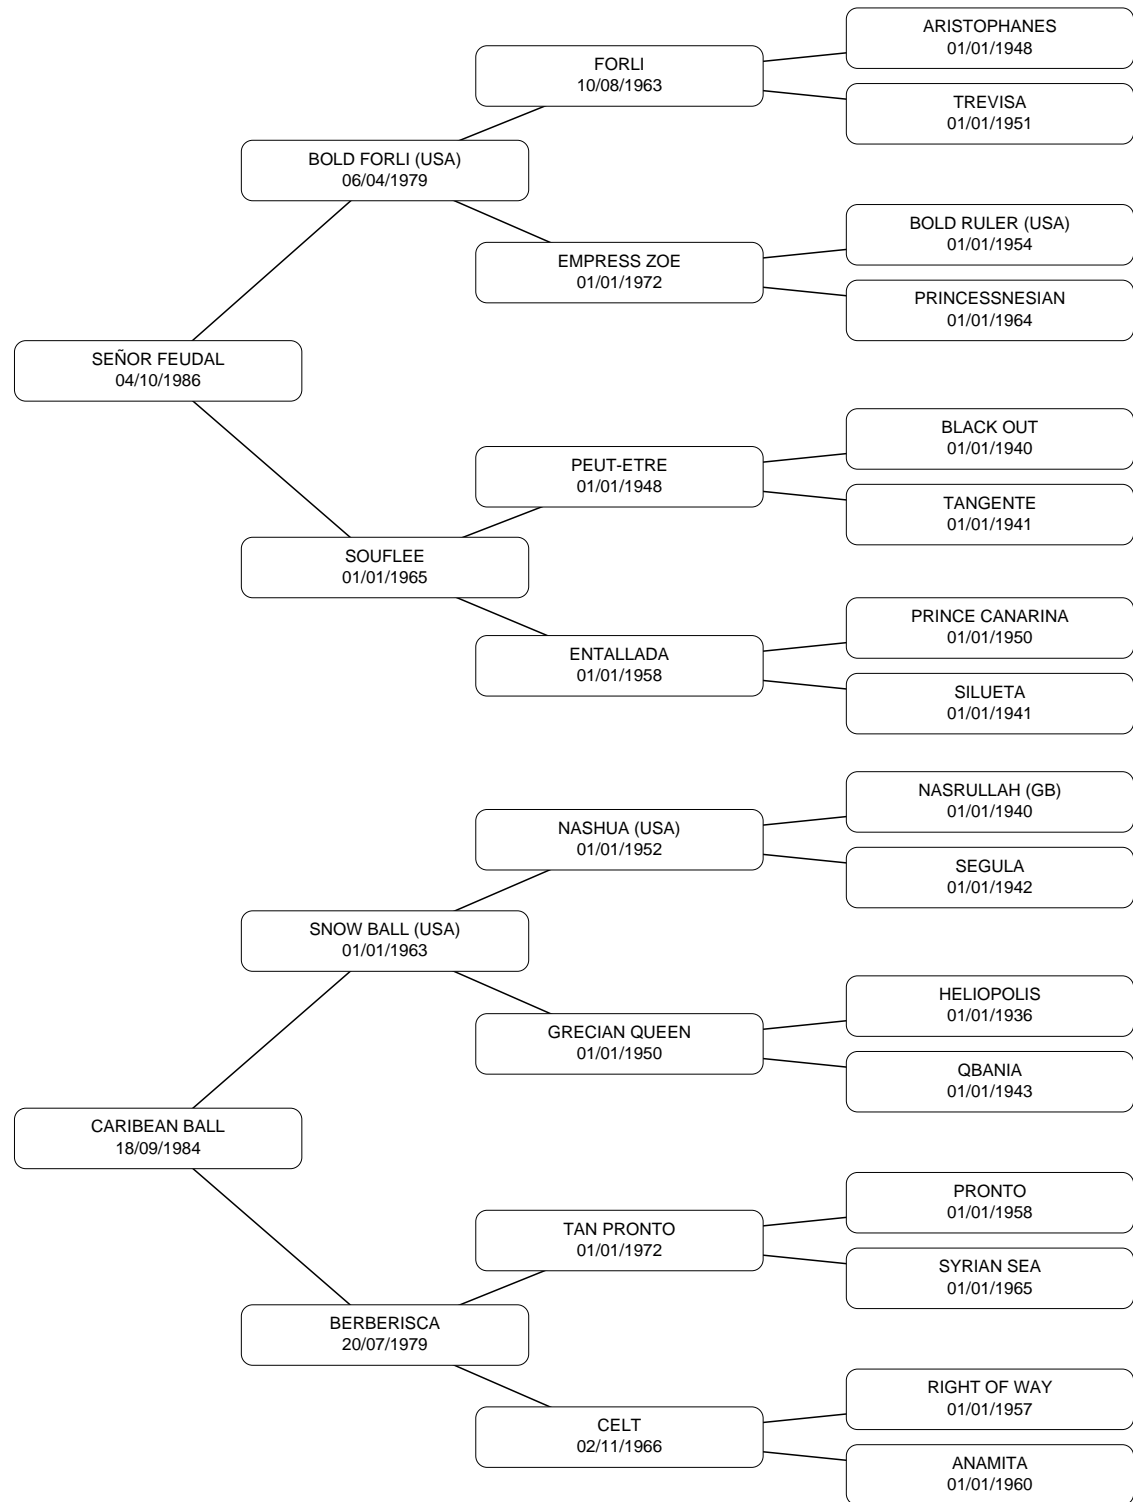 ARISTOPHANES
01/01/1948
FORLI
10/08/1963
TREVISA
01/01/1951
BOLD FORLI (USA)
06/04/1979
BOLD RULER (USA)
01/01/1954
EMPRESS ZOE
01/01/1972
PRINCESSNESIAN
01/01/1964
SEÑOR FEUDAL
04/10/1986
BLACK OUT
01/01/1940
PEUT-ETRE
01/01/1948
TANGENTE
01/01/1941
SOUFLEE
01/01/1965
PRINCE CANARINA
01/01/1950
ENTALLADA
01/01/1958
SILUETA
01/01/1941
NASRULLAH (GB)
01/01/1940
NASHUA (USA)
01/01/1952
SEGULA
01/01/1942
SNOW BALL (USA)
01/01/1963
HELIOPOLIS
01/01/1936
GRECIAN QUEEN
01/01/1950
QBANIA
01/01/1943
CARIBEAN BALL
18/09/1984
PRONTO
01/01/1958
TAN PRONTO
01/01/1972
SYRIAN SEA
01/01/1965
BERBERISCA
20/07/1979
RIGHT OF WAY
01/01/1957
CELT
02/11/1966
ANAMITA
01/01/1960